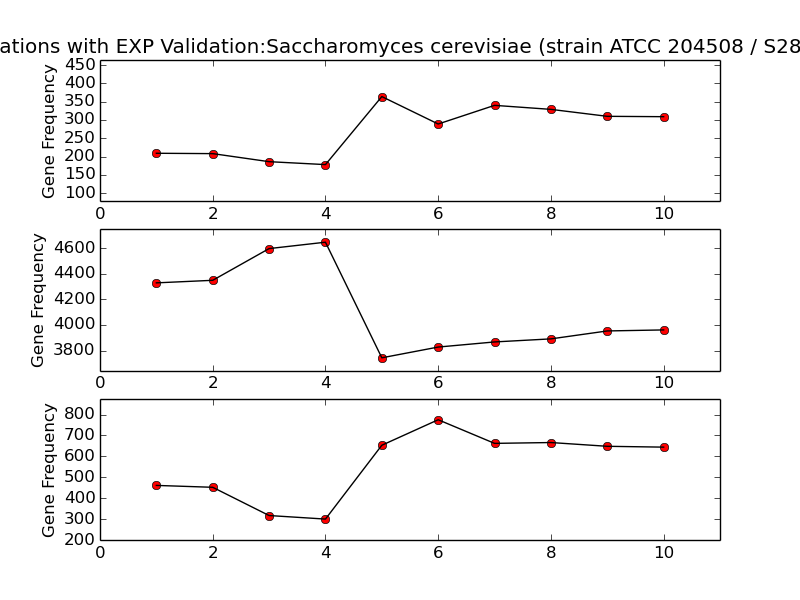 ations with EXP Validation:Saccharomyces cerevisiae (strain ATCC 204508 / S28
Gene Frequency
450
400
350
300
250
200
150
100
0 2 4 6 8 10
Gene Frequency
4600
4400
4200
4000
3800
0 2 4 6 8 10
Gene Frequency
800
700
600
500
400
300
200
0 2 4 6 8 10